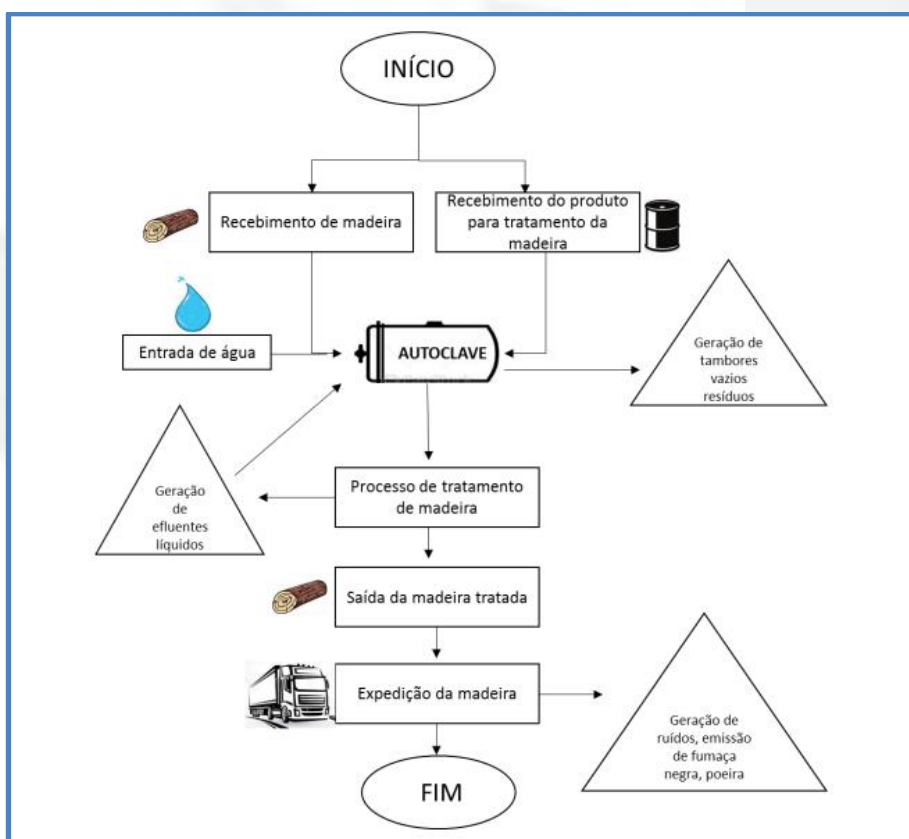 INÍCIO
Recebimento de madeira
Recebimento do produto
para tratamento da
madeira
Entrada de água
AUTOCLAVE
Geração de
tambores
vazios
resíduos
Geração
de
efluentes
líquidos
Processo de tratamento
de madeira
Saída da madeira tratada
Expedição da madeira
Geração de
ruídos, emissão
de fumaça
negra, poeira
FIM